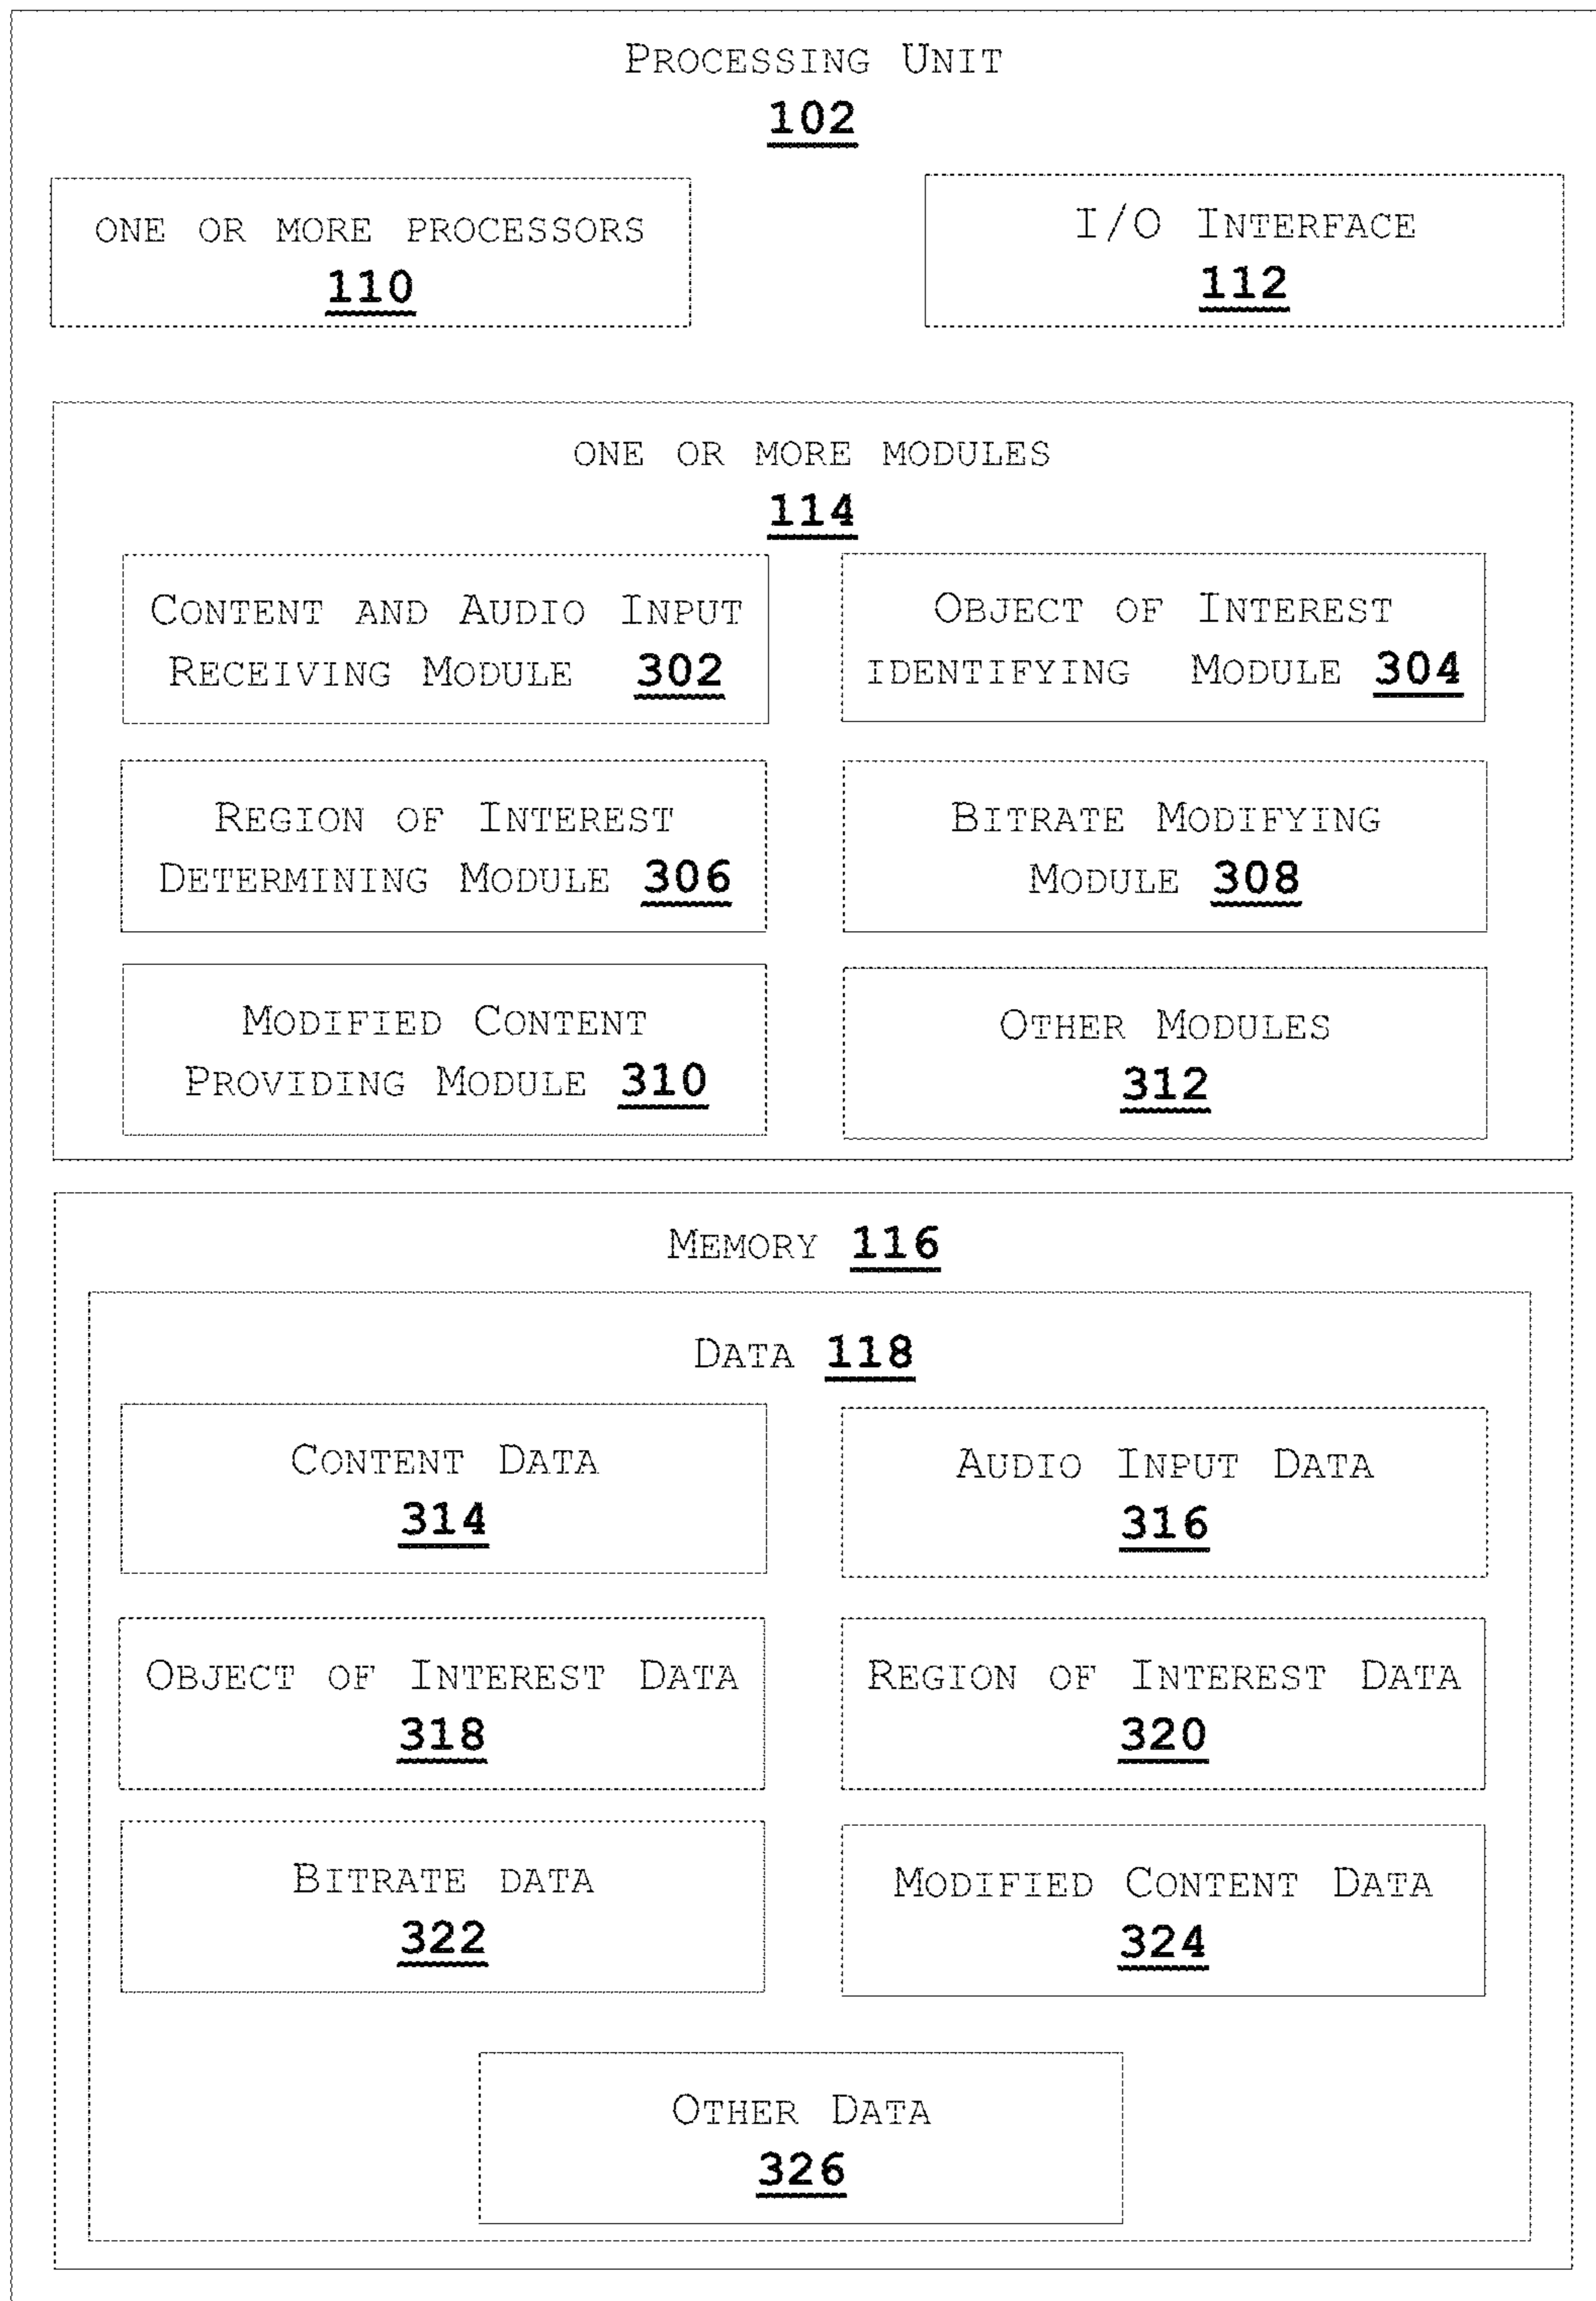 Processing Unit
102
one or more processors
110
I/O Interface
112
one or more modules
114
Content and Audio Input
Receiving Module 302
Object of Interest
identifying Module 304
Region of Interest
Determining Module 306
Bitrate Modifying
Module 308
Modified Content
Providing Module 310
Other Modules
312
Memory 116
Data 118
Content Data
314
Audio Input Data
316
Object of Interest Data
318
Region of Interest Data
320
Bitrate data
322
Modified Content Data
324
Other Data
326